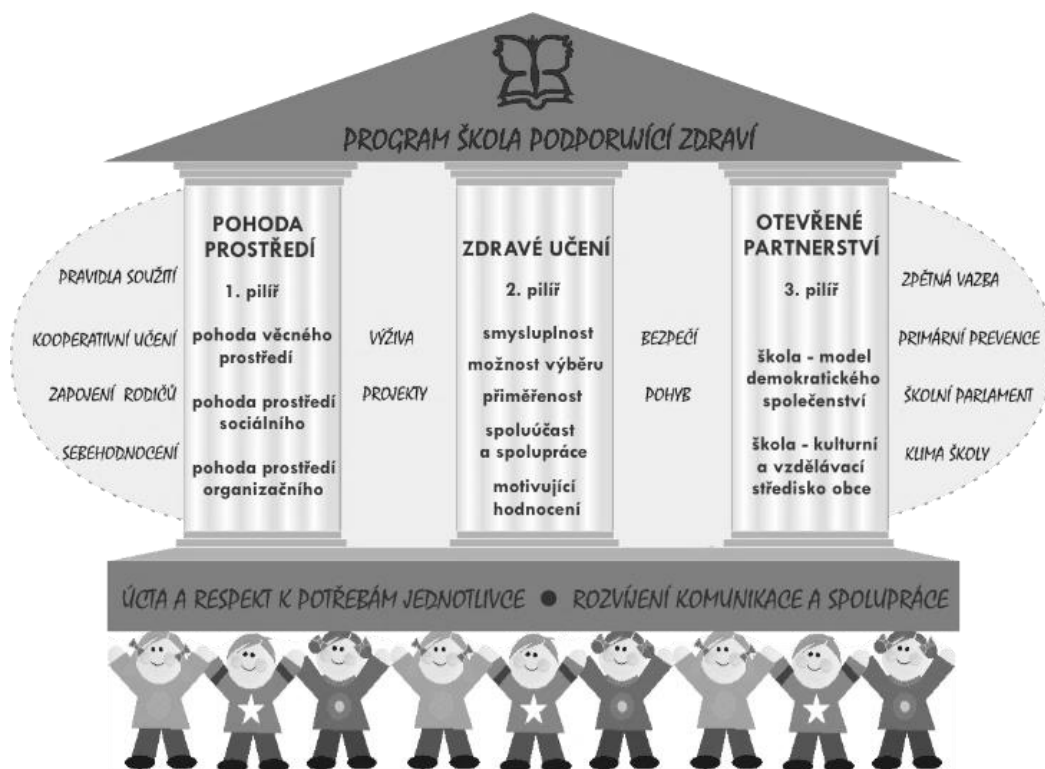 PROGRAM ŠKOLA PODPORUJÍCÍ ZDRAVÍ
PRAVIDLA SOUŽITÍ
KOOPERATIVNÍ UČENÍ
ZAPOJENÍ RODIČŮ
SEBEHODNOCENÍ
POHODA
PROSTŘEDÍ
1. pilíř
pohoda věcného
prostředí
pohoda prostředí
sociálního
pohoda prostředí
organizačního
VÝŽIVA
PROJEKTY
ZDRAVÉ UČENÍ
2. pilíř
smysluplnost
možnost výběru
přiměřenost
spoluúčast
a spolupráce
motivující
hodnocení
BEZPEČÍ
POHYB
OTEVŘENÉ
PARTNERSTVÍ
3. pilíř
škola - model
demokratického
společenství
škola - kulturní
a vzdělávací
středisko obce
ZPĚTNÁ VAZBA
PRIMÁRNÍ PREVENCE
ŠKOLNÍ PARLAMENT
KLIMA ŠKOLY
ÚCTA A RESPEKT K POTŘEBÁM JEDNOTLIVCE ● ROZVÍJENÍ KOMUNIKACE A SPOLUPRÁCE